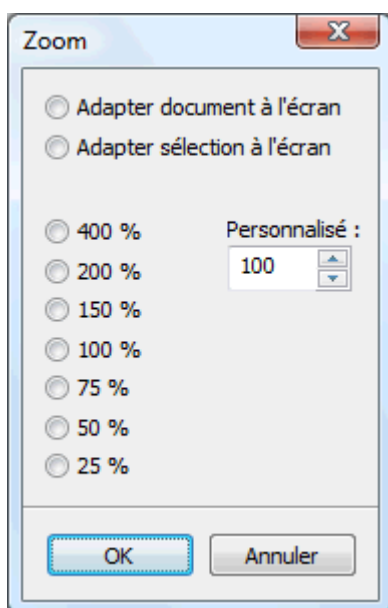 Zoom
Adapter document à l'écran
Adapter sélection à l'écran
400 %
Personnalisé :
200 %
100
150 %
100 %
75 %
50 %
25 %
OK
Annuler